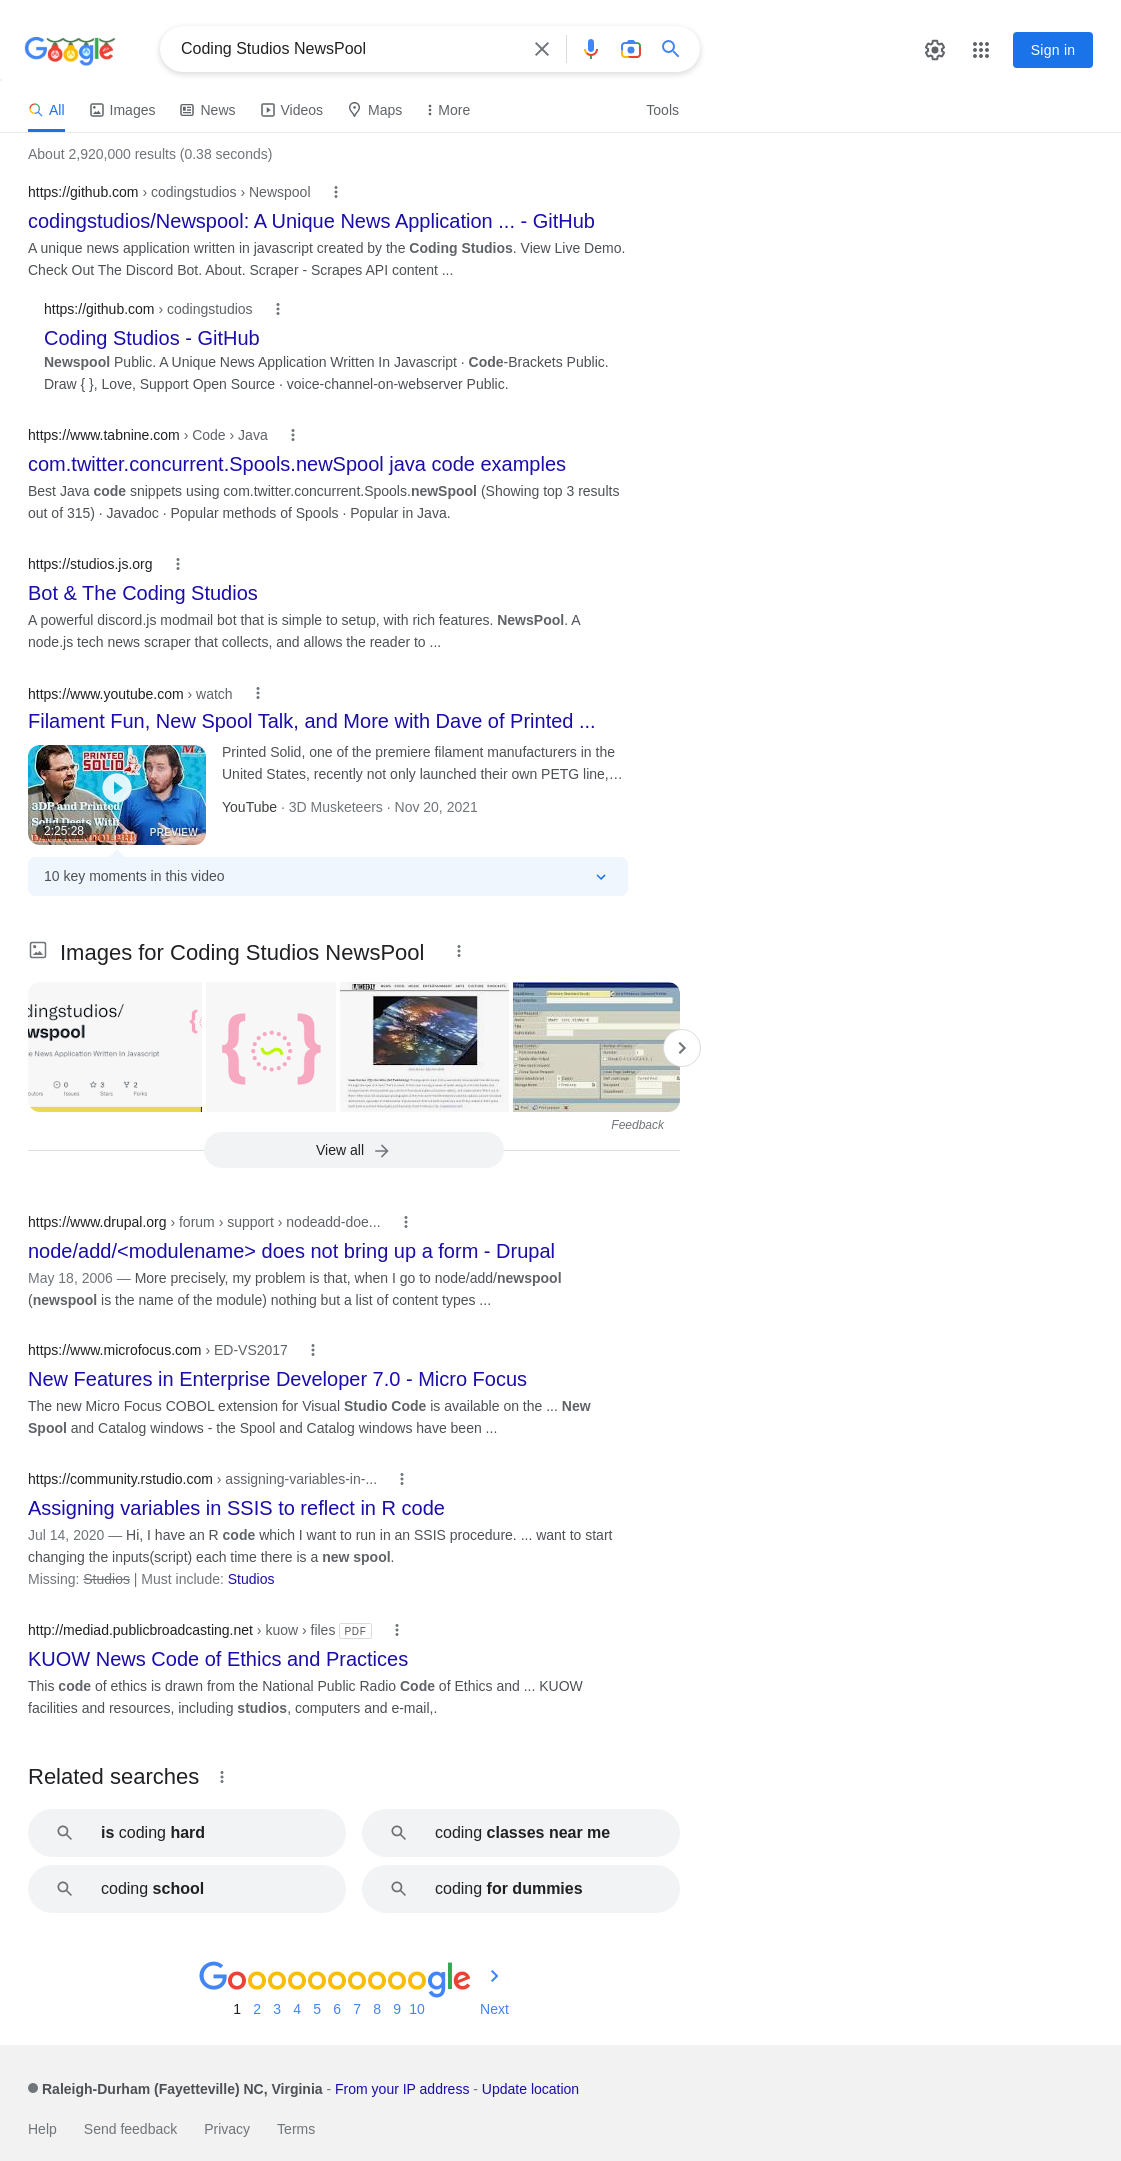 Google
Coding Studios NewsPool
Sign in
All
Images
News
Videos
Maps
More
Tools
About 2,920,000 results (0.38 seconds)
https://github.com › codingstudios › Newspool
codingstudios/Newspool: A Unique News Application ... - GitHub
A unique news application written in javascript created by the Coding Studios. View Live Demo.
Check Out The Discord Bot. About. Scraper - Scrapes API content ...
https://github.com › codingstudios
Coding Studios - GitHub
Newspool Public. A Unique News Application Written In Javascript · Code-Brackets Public.
Draw { }, Love, Support Open Source · voice-channel-on-webserver Public.
https://www.tabnine.com › Code › Java
com.twitter.concurrent.Spools.newSpool java code examples
Best Java code snippets using com.twitter.concurrent.Spools.newSpool (Showing top 3 results
out of 315) · Javadoc · Popular methods of Spools · Popular in Java.
https://studios.js.org
Bot & The Coding Studios
A powerful discord.js modmail bot that is simple to setup, with rich features. NewsPool. A
node.js tech news scraper that collects, and allows the reader to ...
https://www.youtube.com › watch
Filament Fun, New Spool Talk, and More with Dave of Printed ...
PRINTED
SOLID
3DP and Printed
Solid Deets With
2:25:28
PREVIEW
Printed Solid, one of the premiere filament manufacturers in the
United States, recently not only launched their own PETG line,…
YouTube · 3D Musketeers · Nov 20, 2021
10 key moments in this video
Images for Coding Studios NewsPool
dingstudios/
wspool
e News Application Written In Javascript
0
3
2
utors
Issues
Stars
Forks
WEEKLY
Feedback
View all
https://www.drupal.org › forum › support › nodeadd-doe...
node/add/<modulename> does not bring up a form - Drupal
May 18, 2006 — More precisely, my problem is that, when I go to node/add/newspool
(newspool is the name of the module) nothing but a list of content types ...
https://www.microfocus.com › ED-VS2017
New Features in Enterprise Developer 7.0 - Micro Focus
The new Micro Focus COBOL extension for Visual Studio Code is available on the ... New
Spool and Catalog windows - the Spool and Catalog windows have been ...
https://community.rstudio.com › assigning-variables-in-...
Assigning variables in SSIS to reflect in R code
Jul 14, 2020 — Hi, I have an R code which I want to run in an SSIS procedure. ... want to start
changing the inputs(script) each time there is a new spool.
Missing: Studios | Must include: Studios
http://mediad.publicbroadcasting.net › kuow › files PDF
KUOW News Code of Ethics and Practices
This code of ethics is drawn from the National Public Radio Code of Ethics and ... KUOW
facilities and resources, including studios, computers and e-mail,.
Related searches
is coding hard
coding classes near me
coding school
coding for dummies
Goooooooooogle
1 2 3 4 5 6 7 8 9 10 Next
Raleigh-Durham (Fayetteville) NC, Virginia - From your IP address - Update location
Help
Send feedback
Privacy
Terms